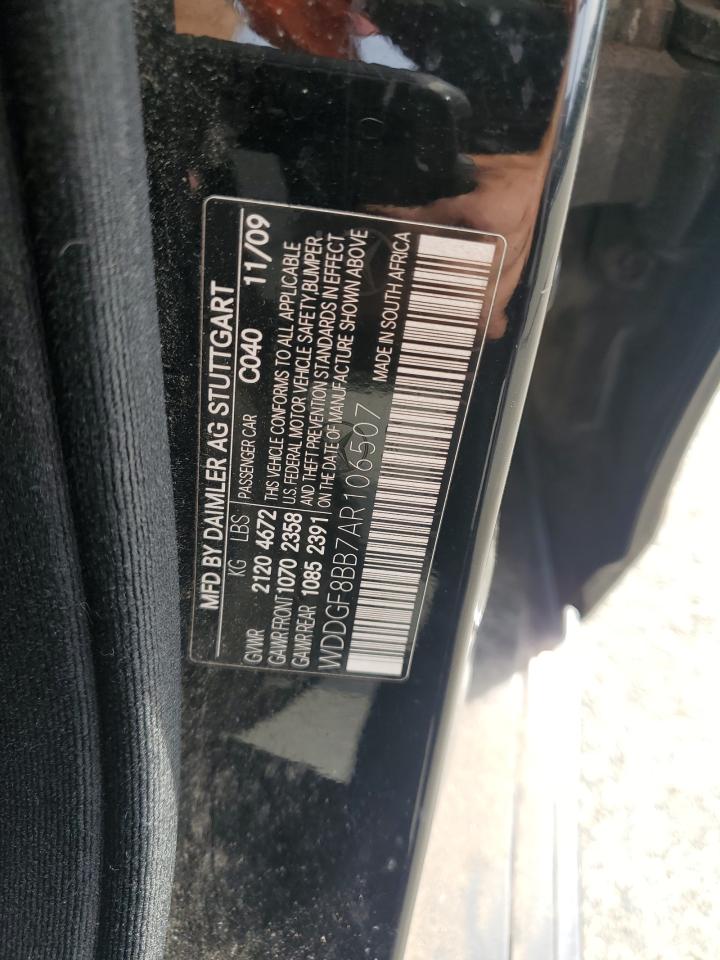 MFD BY DAIMLER AG STUTTGART
KG LBS PASSENGER CAR C040 11/09
GVWR 2120 4672 THIS VEHICLE CONFORMS TO ALL APPLICABLE
GAWR FRONT 1070 2358 U.S. FEDERAL MOTOR VEHICLE SAFETY BUMPER
GAWR REAR 1085 2391 AND THEFT PREVENTION STANDARDS IN EFFECT
ON THE DATE OF MANUFACTURE SHOWN ABOVE
WDDGF8BB7AR106507 MADE IN SOUTH AFRICA